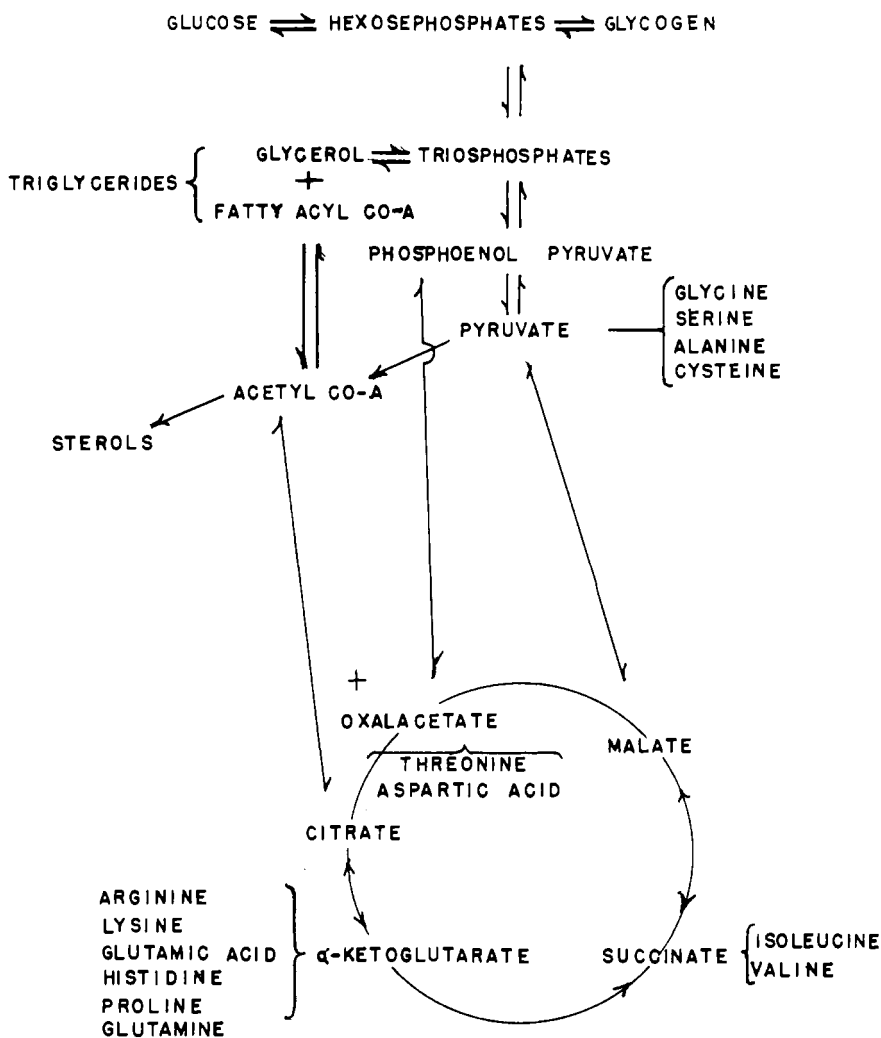 GLUCOSE HEXOSEPHOSPHATES GLYCOGEN
GLYCEROL TRIOSPHOSPHATES
TRIGLYCERIDES
+
FATTY ACYL CO-A
PHOSPHOENOL PYRUVATE
GLYCINE
SERINE
PYRUVATE
ALANINE
CYSTEINE
ACETYL CO-A
STEROLS
+
OXALACETATE
MALATE
THREONINE
ASPARTIC ACID
CITRATE
ARGININE
LYSINE
GLUTAMIC ACID
HISTIDINE
PROLINE
GLUTAMINE
α-KETOGLUTARATE
SUCCINATE
ISOLEUCINE
VALINE